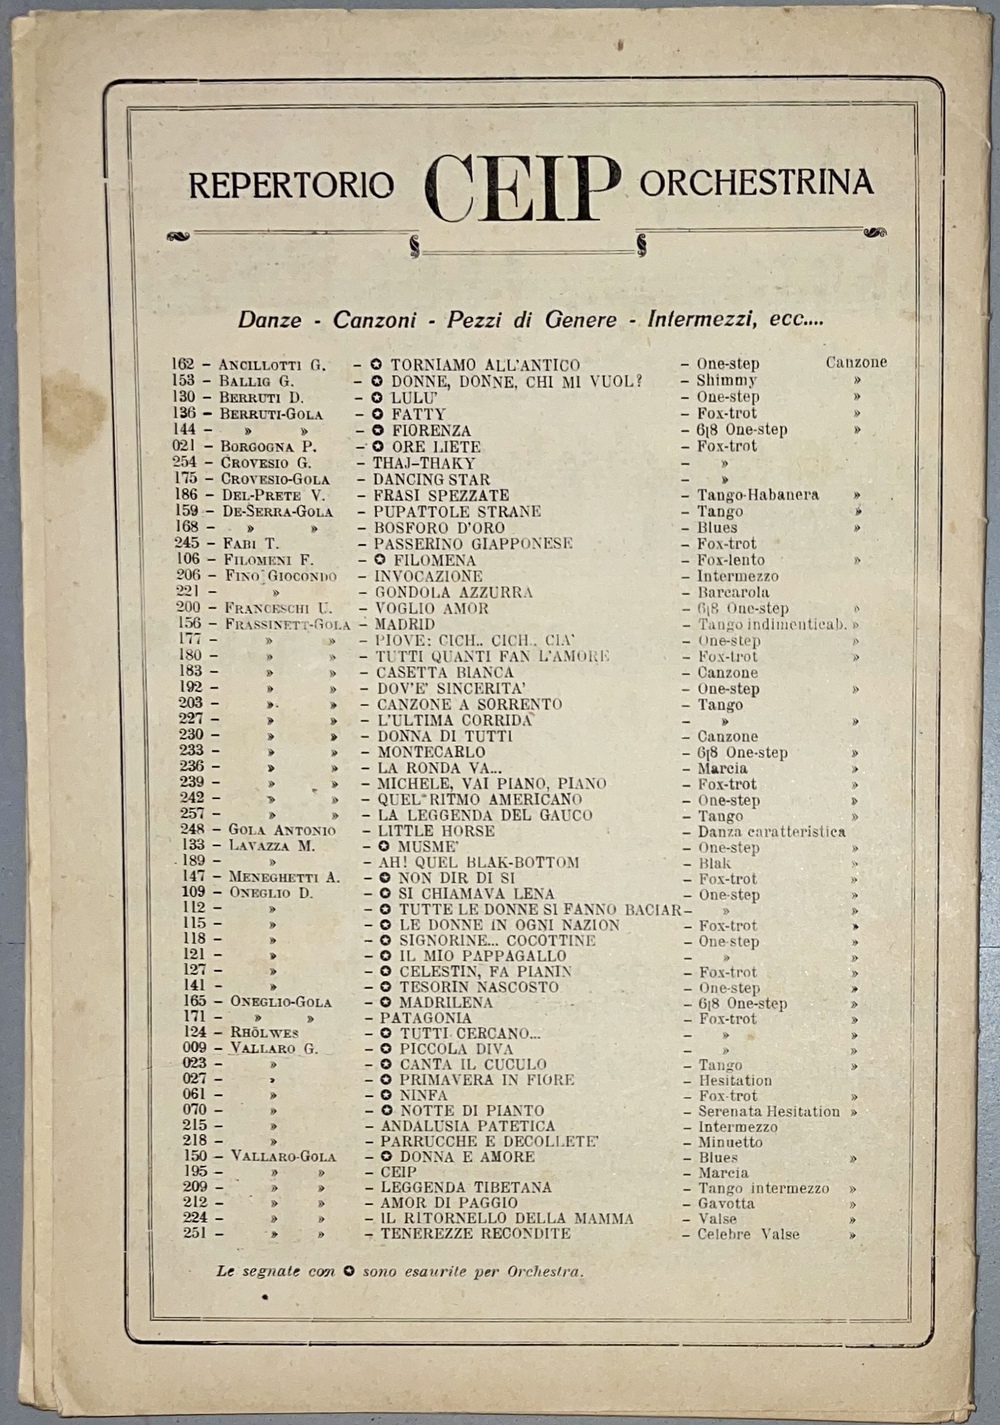 REPERTORIO CEIP ORCHESTRINA
Danze - Canzoni - Pezzi di Genere - Intermezzi, ecc....
162 - ANCILLOTTI G. - ✪ TORNIAMO ALL'ANTICO - One-step Canzone
153 - BALLIG G. - ✪ DONNE, DONNE, CHI MI VUOL? - Shimmy »
130 - BERRUTI D. - ✪ LULU' - One-step »
136 - BERRUTI-GOLA - ✪ FATTY - Fox-trot »
144 - » » - ✪ FIORENZA - 6|8 One-step »
021 - BORGOGNA P. - ✪ ORE LIETE - Fox-trot
254 - CROVESIO G. - THAJ-THAKY - »
175 - CROVESIO-GOLA - DANCING STAR - »
186 - DEL-PRETE V. - FRASI SPEZZATE - Tango-Habanera »
159 - DE-SERRA-GOLA - PUPATTOLE STRANE - Tango »
168 - » » - BOSFORO D'ORO - Blues »
245 - FABI T. - PASSERINO GIAPPONESE - Fox-trot
106 - FILOMENI F. - ✪ FILOMENA - Fox-lento »
206 - FINO GIOCONDO - INVOCAZIONE - Intermezzo
221 - » - GONDOLA AZZURRA - Barcarola
200 - FRANCESCHI U. - VOGLIO AMOR - 6|8 One-step »
156 - FRASSINETT-GOLA - MADRID - Tango indimenticab. »
177 - » » - PIOVE: CICH.. CICH.. CIA' - One-step »
180 - » » - TUTTI QUANTI FAN L'AMORE - Fox-trot »
183 - » » - CASETTA BIANCA - Canzone
192 - » » - DOV'E' SINCERITA' - One-step »
203 - » » - CANZONE A SORRENTO - Tango
227 - » » - L'ULTIMA CORRIDA - » »
230 - » » - DONNA DI TUTTI - Canzone
233 - » » - MONTECARLO - 6|8 One-step »
236 - » » - LA RONDA VA... - Marcia »
239 - » » - MICHELE, VAI PIANO, PIANO - Fox-trot »
242 - » » - QUEL RITMO AMERICANO - One-step »
257 - » » - LA LEGGENDA DEL GAUCO - Tango »
248 - GOLA ANTONIO - LITTLE HORSE - Danza caratteristica
133 - LAVAZZA M. - ✪ MUSME' - One-step »
189 - » - AH! QUEL BLAK-BOTTOM - Blak »
147 - MENEGHETTI A. - ✪ NON DIR DI SI - Fox-trot »
109 - ONEGLIO D. - ✪ SI CHIAMAVA LENA - One-step »
112 - » - ✪ TUTTE LE DONNE SI FANNO BACIAR - » »
115 - » - ✪ LE DONNE IN OGNI NAZION - Fox-trot »
118 - » - ✪ SIGNORINE... COCOTTINE - One-step »
121 - » - ✪ IL MIO PAPPAGALLO - » »
127 - » - ✪ CELESTIN, FA PIANIN - Fox-trot »
141 - » - ✪ TESORIN NASCOSTO - One-step »
165 - ONEGLIO-GOLA - ✪ MADRILENA - 6|8 One-step »
171 - » » - PATAGONIA - Fox-trot »
124 - RHÖLWES - ✪ TUTTI CERCANO... - » »
009 - VALLARO G. - ✪ PICCOLA DIVA - » »
023 - » - ✪ CANTA IL CUCULO - Tango »
027 - » - ✪ PRIMAVERA IN FIORE - Hesitation
061 - » - ✪ NINFA - Fox-trot »
070 - » - ✪ NOTTE DI PIANTO - Serenata Hesitation »
215 - » - ANDALUSIA PATETICA - Intermezzo
218 - » - PARRUCCHE E DECOLLETE' - Minuetto
150 - VALLARO-GOLA - ✪ DONNA E AMORE - Blues »
195 - » » - CEIP - Marcia
209 - » » - LEGGENDA TIBETANA - Tango intermezzo »
212 - » » - AMOR DI PAGGIO - Gavotta »
224 - » » - IL RITORNELLO DELLA MAMMA - Valse »
251 - » » - TENEREZZE RECONDITE - Celebre Valse »
Le segnate con ✪ sono esaurite per Orchestra.